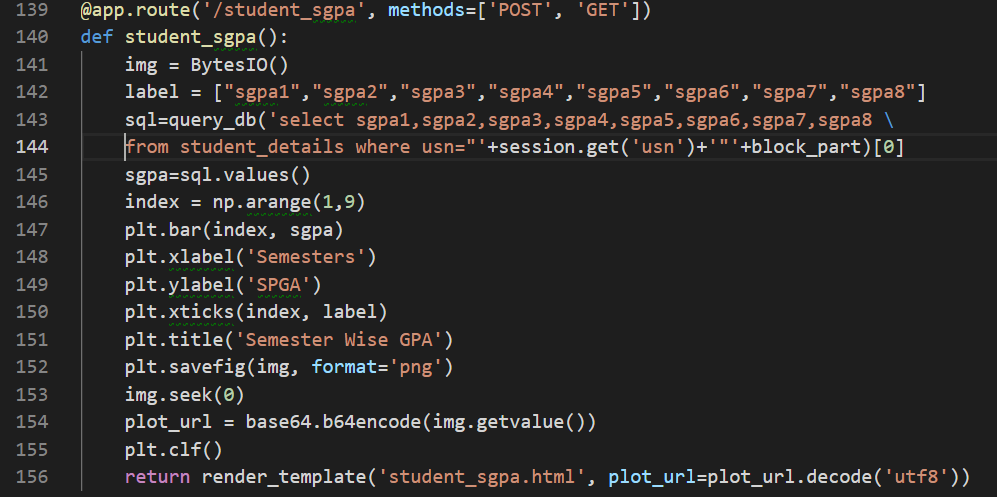 139 @app.route('/student_sgpa', methods=['POST', 'GET'])
140 def student_sgpa():
141     img = BytesIO()
142     label = ["sgpa1","sgpa2","sgpa3","sgpa4","sgpa5","sgpa6","sgpa7","sgpa8"]
143     sql=query_db('select sgpa1,sgpa2,sgpa3,sgpa4,sgpa5,sgpa6,sgpa7,sgpa8 \
144     from student_details where usn="'+session.get('usn')+'"'+block_part)[0]
145     sgpa=sql.values()
146     index = np.arange(1,9)
147     plt.bar(index, sgpa)
148     plt.xlabel('Semesters')
149     plt.ylabel('SPGA')
150     plt.xticks(index, label)
151     plt.title('Semester Wise GPA')
152     plt.savefig(img, format='png')
153     img.seek(0)
154     plot_url = base64.b64encode(img.getvalue())
155     plt.clf()
156     return render_template('student_sgpa.html', plot_url=plot_url.decode('utf8'))